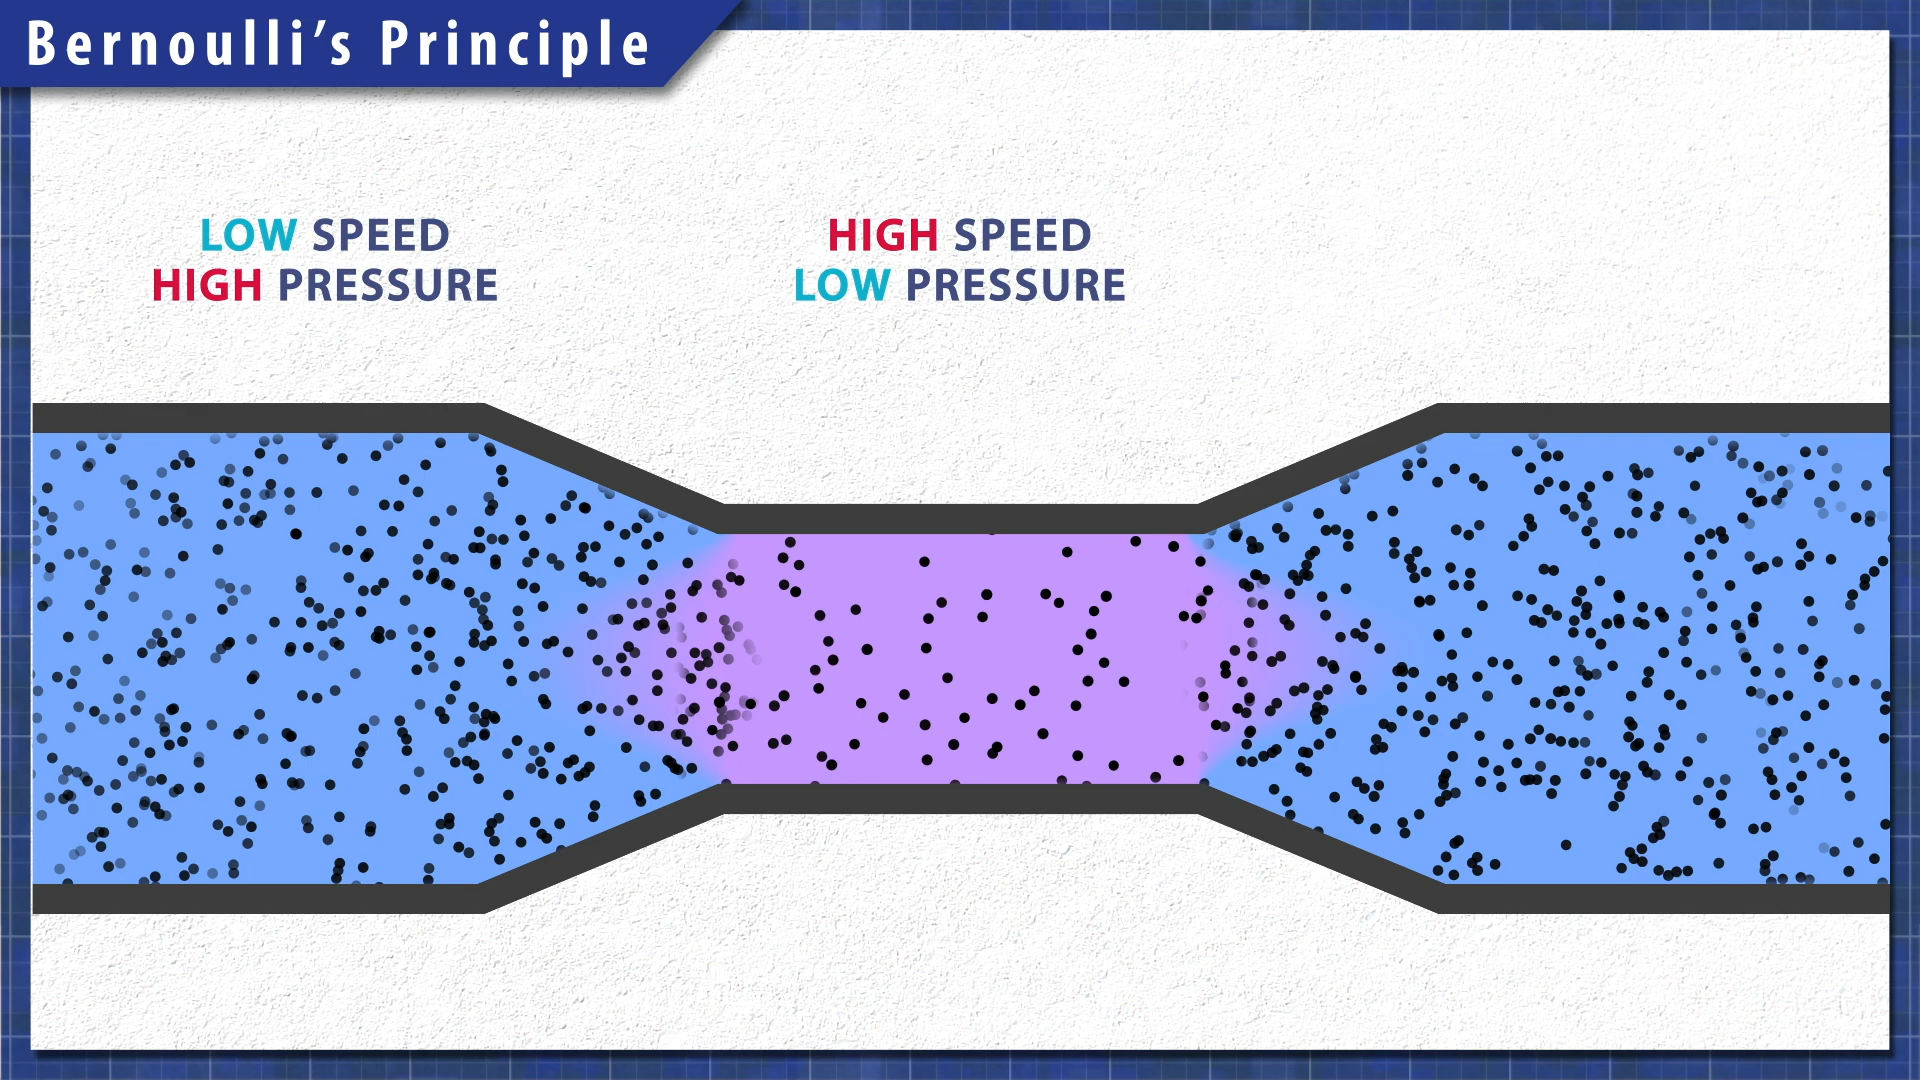 Bernoulli’s Principle
LOW SPEED
HIGH PRESSURE
HIGH SPEED
LOW PRESSURE